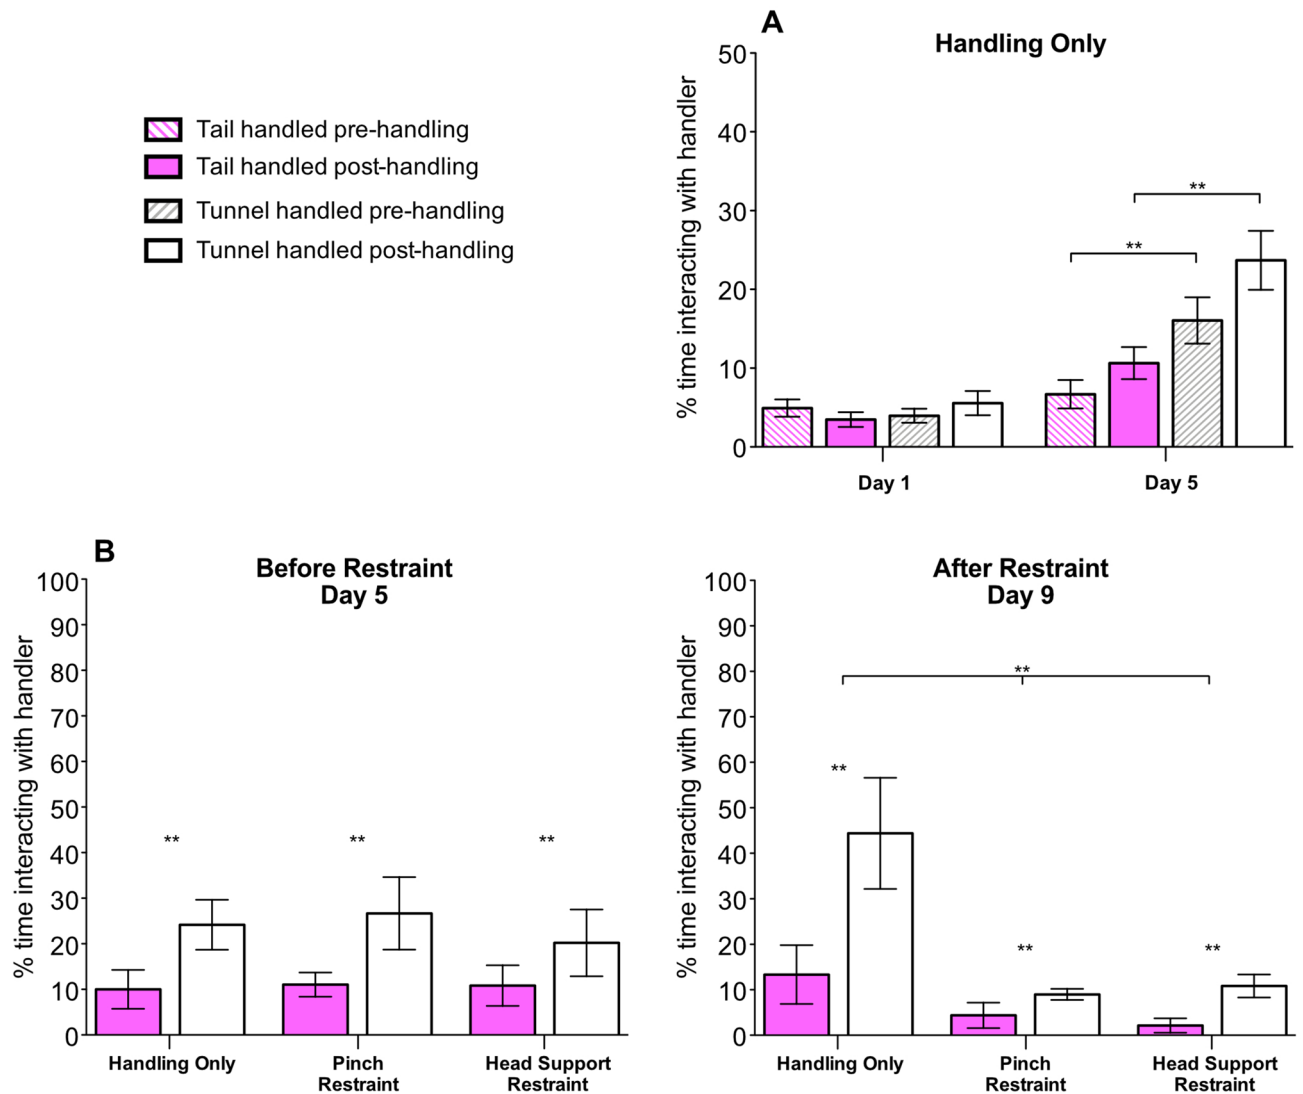 A
Handling Only
Tail handled pre-handling
Tail handled post-handling
Tunnel handled pre-handling
Tunnel handled post-handling
% time interacting with handler
50
40
30
20
10
0
**
**
Day 1
Day 5
B
Before Restraint
Day 5
% time interacting with handler
100
90
80
70
60
50
40
30
20
10
0
**
**
**
Handling Only
Pinch
Restraint
Head Support
Restraint
After Restraint
Day 9
% time interacting with handler
100
90
80
70
60
50
40
30
20
10
0
**
**
**
**
Handling Only
Pinch
Restraint
Head Support
Restraint